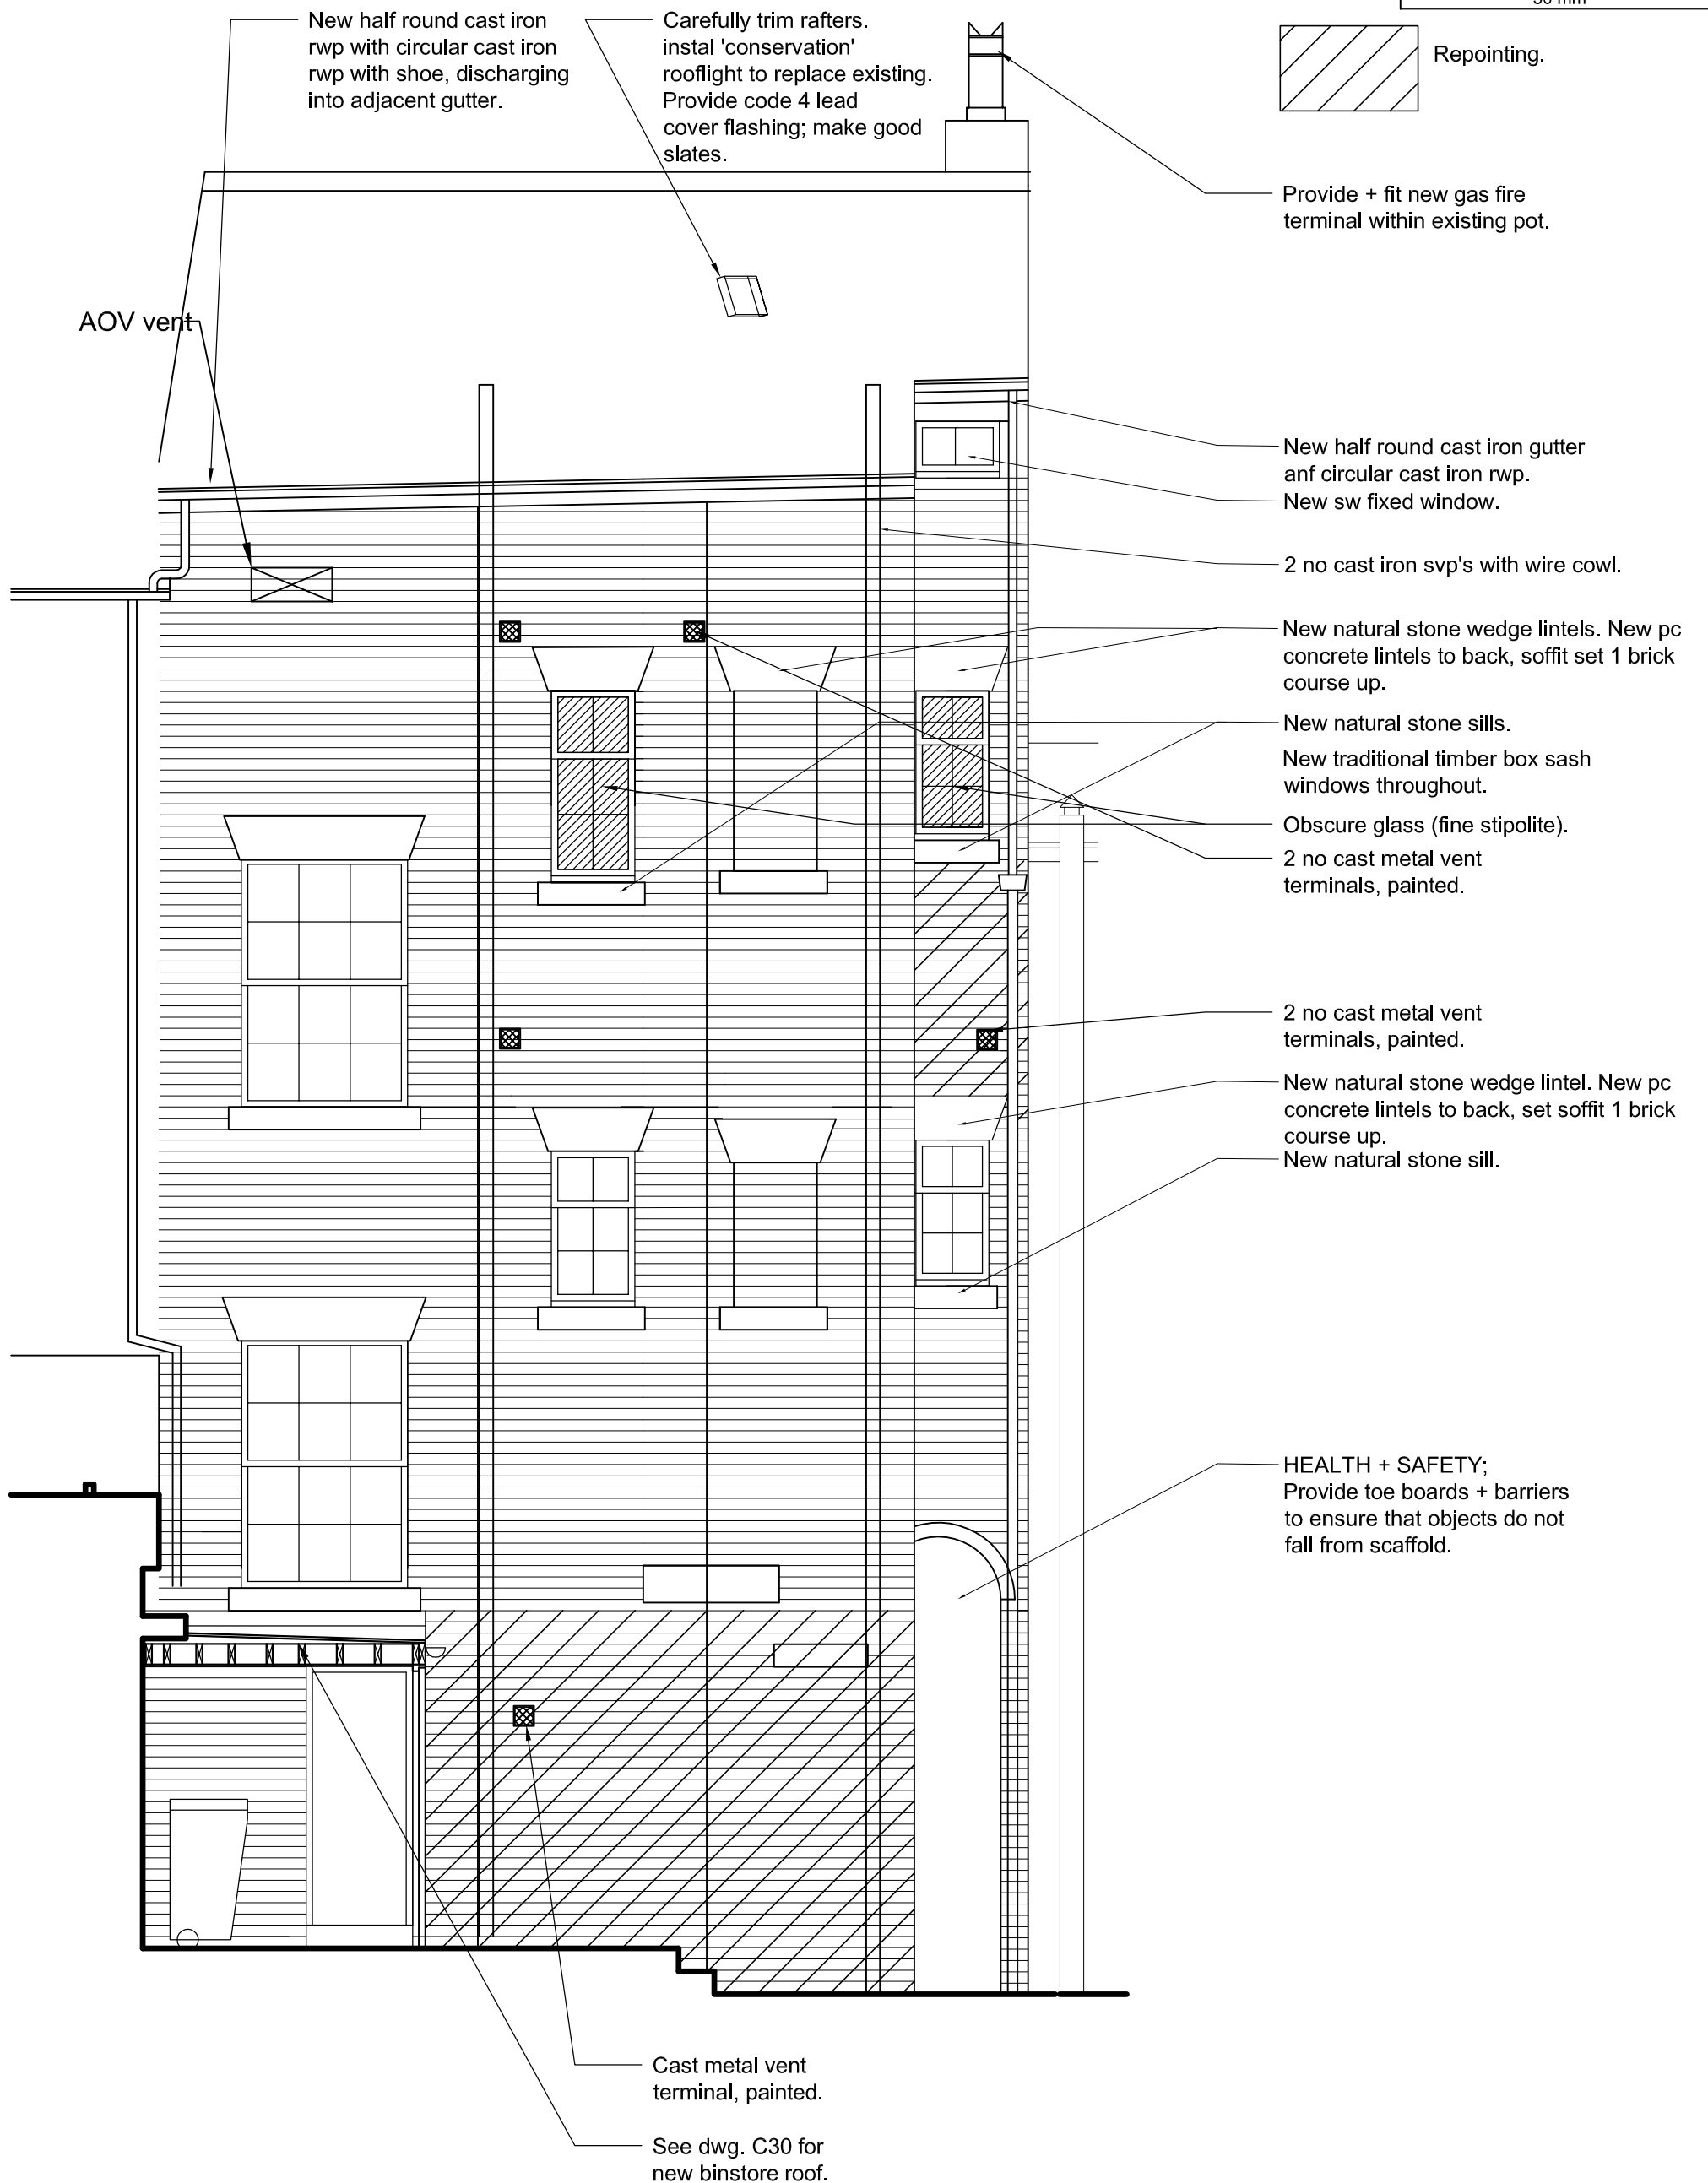 New half round cast iron
rwp with circular cast iron
rwp with shoe, discharging
into adjacent gutter.
Carefully trim rafters.
instal 'conservation'
rooflight to replace existing.
Provide code 4 lead
cover flashing; make good
slates.
Repointing.
Provide + fit new gas fire
terminal within existing pot.
AOV vent
New half round cast iron gutter
anf circular cast iron rwp.
New sw fixed window.
2 no cast iron svp's with wire cowl.
New natural stone wedge lintels. New pc
concrete lintels to back, soffit set 1 brick
course up.
New natural stone sills.
New traditional timber box sash
windows throughout.
Obscure glass (fine stipolite).
2 no cast metal vent
terminals, painted.
2 no cast metal vent
terminals, painted.
New natural stone wedge lintel. New pc
concrete lintels to back, set soffit 1 brick
course up.
New natural stone sill.
HEALTH + SAFETY;
Provide toe boards + barriers
to ensure that objects do not
fall from scaffold.
Cast metal vent
terminal, painted.
See dwg. C30 for
new binstore roof.